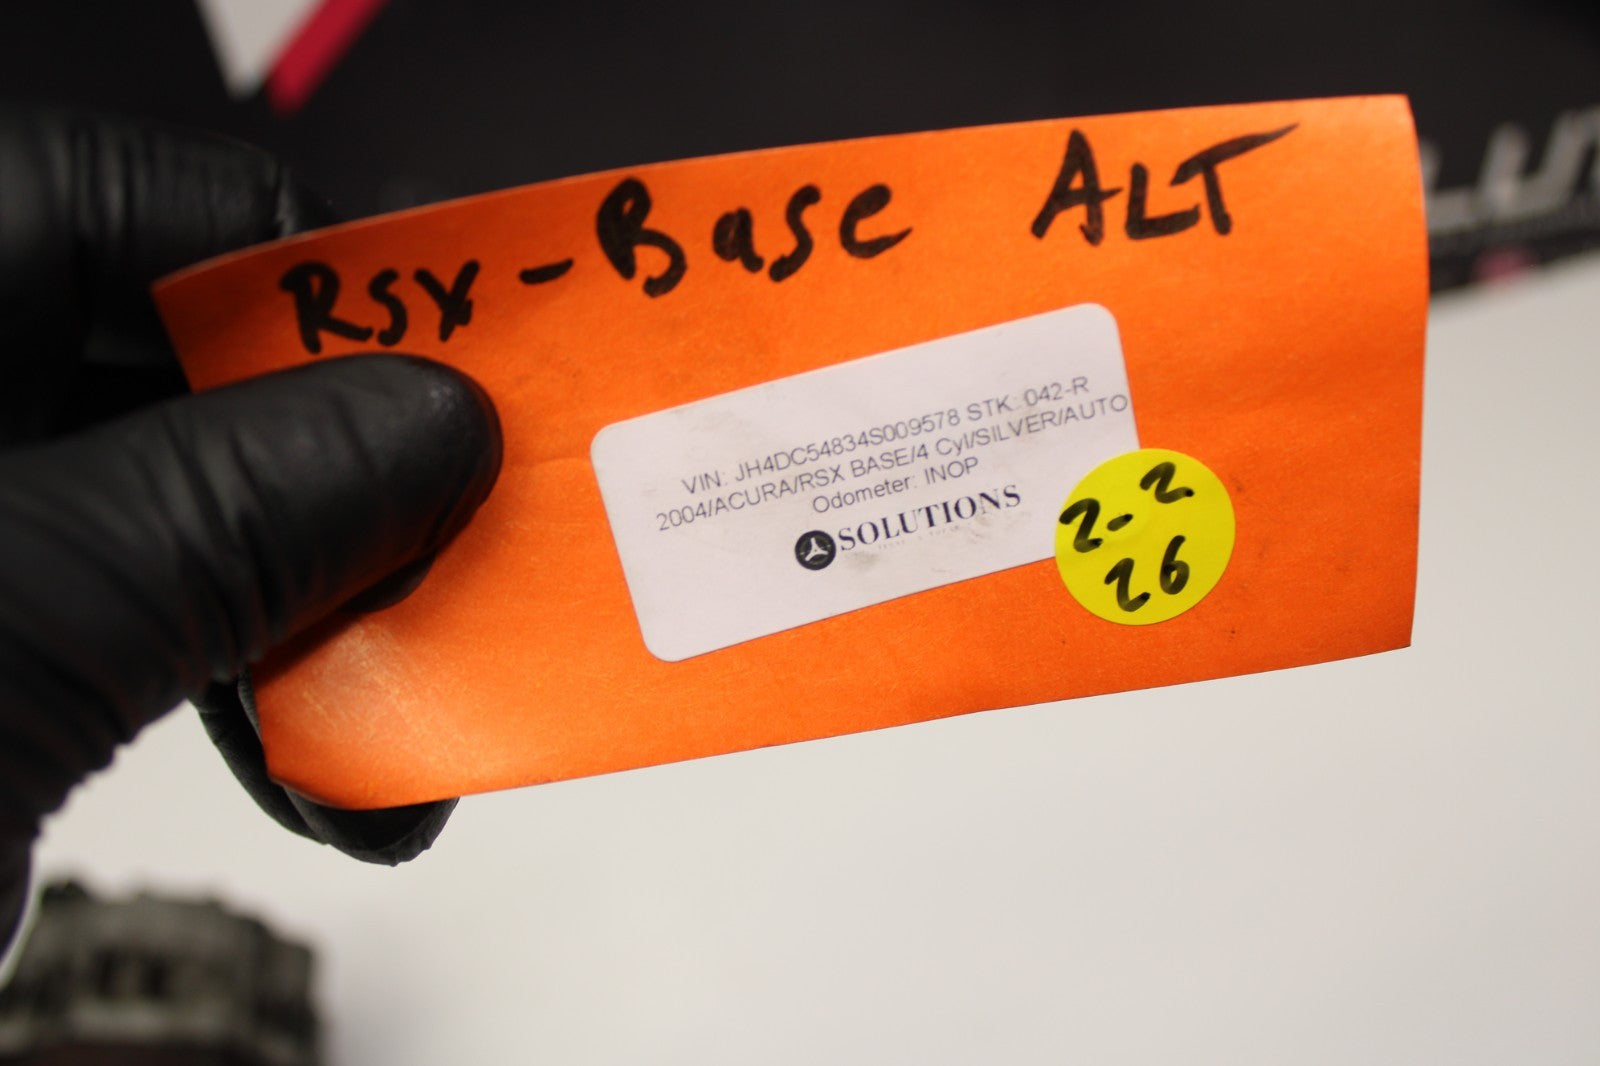 RSX-Base ALT
VIN: JH4DC54834S009578 STK: 042-R
2004/ACURA/RSX BASE/4 Cyl/SILVER/AUTO
Odometer: INOP
SOLUTIONS
2-2
26